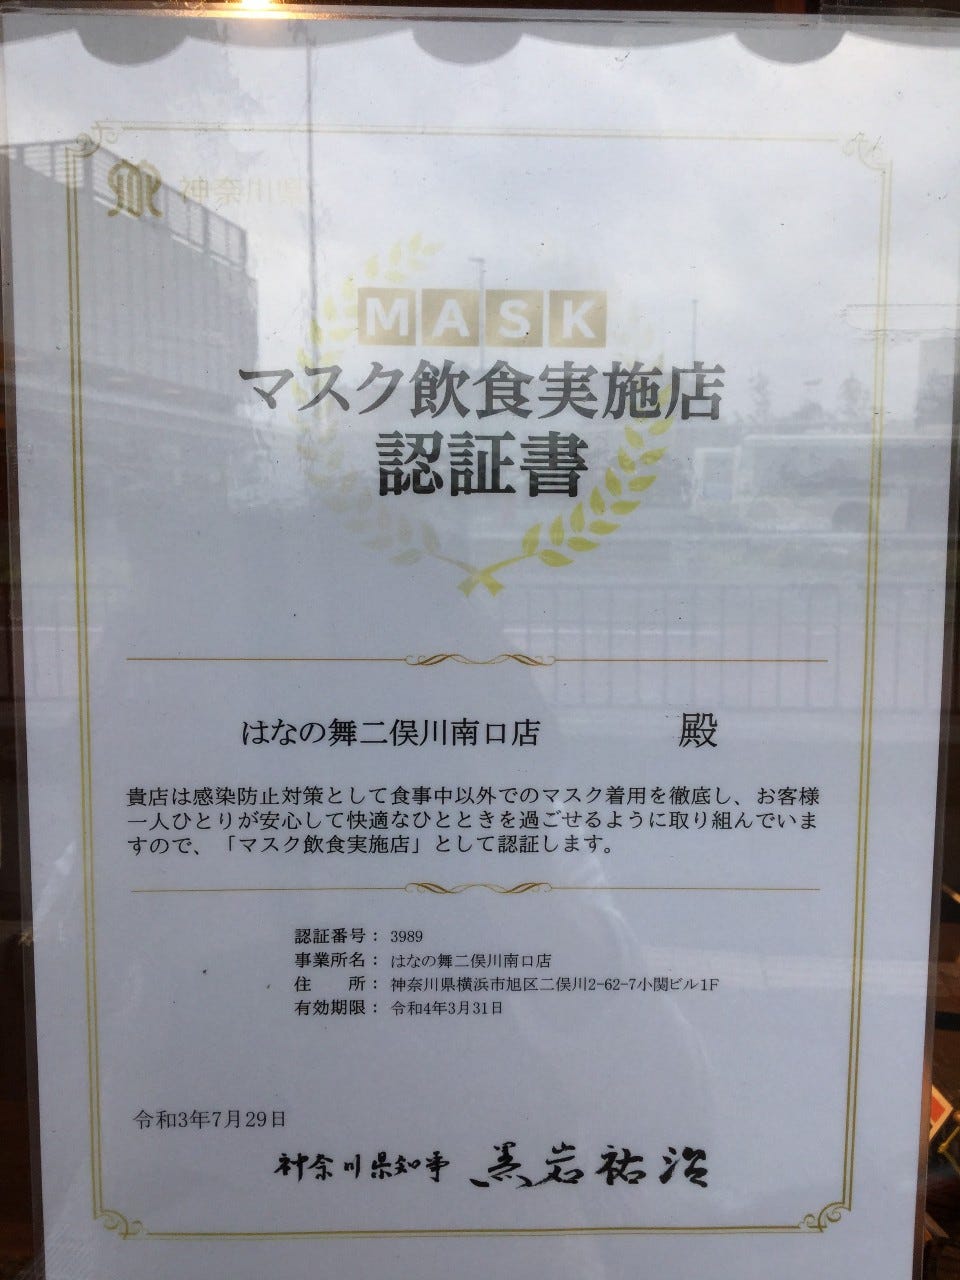 神奈川県
MASK
マスク飲食実施店
認証書
はなの舞二俣川南口店 殿
貴店は感染防止対策として食事中以外でのマスク着用を徹底し、お客様
一人ひとりが安心して快適なひとときを過ごせるように取り組んでいま
すので、「マスク飲食実施店」として認証します。
認証番号： 3989
事業所名： はなの舞二俣川南口店
住　　所： 神奈川県横浜市旭区二俣川2-62-7小関ビル1F
有効期限： 令和4年3月31日
令和3年7月29日
神奈川県知事 黒岩祐治